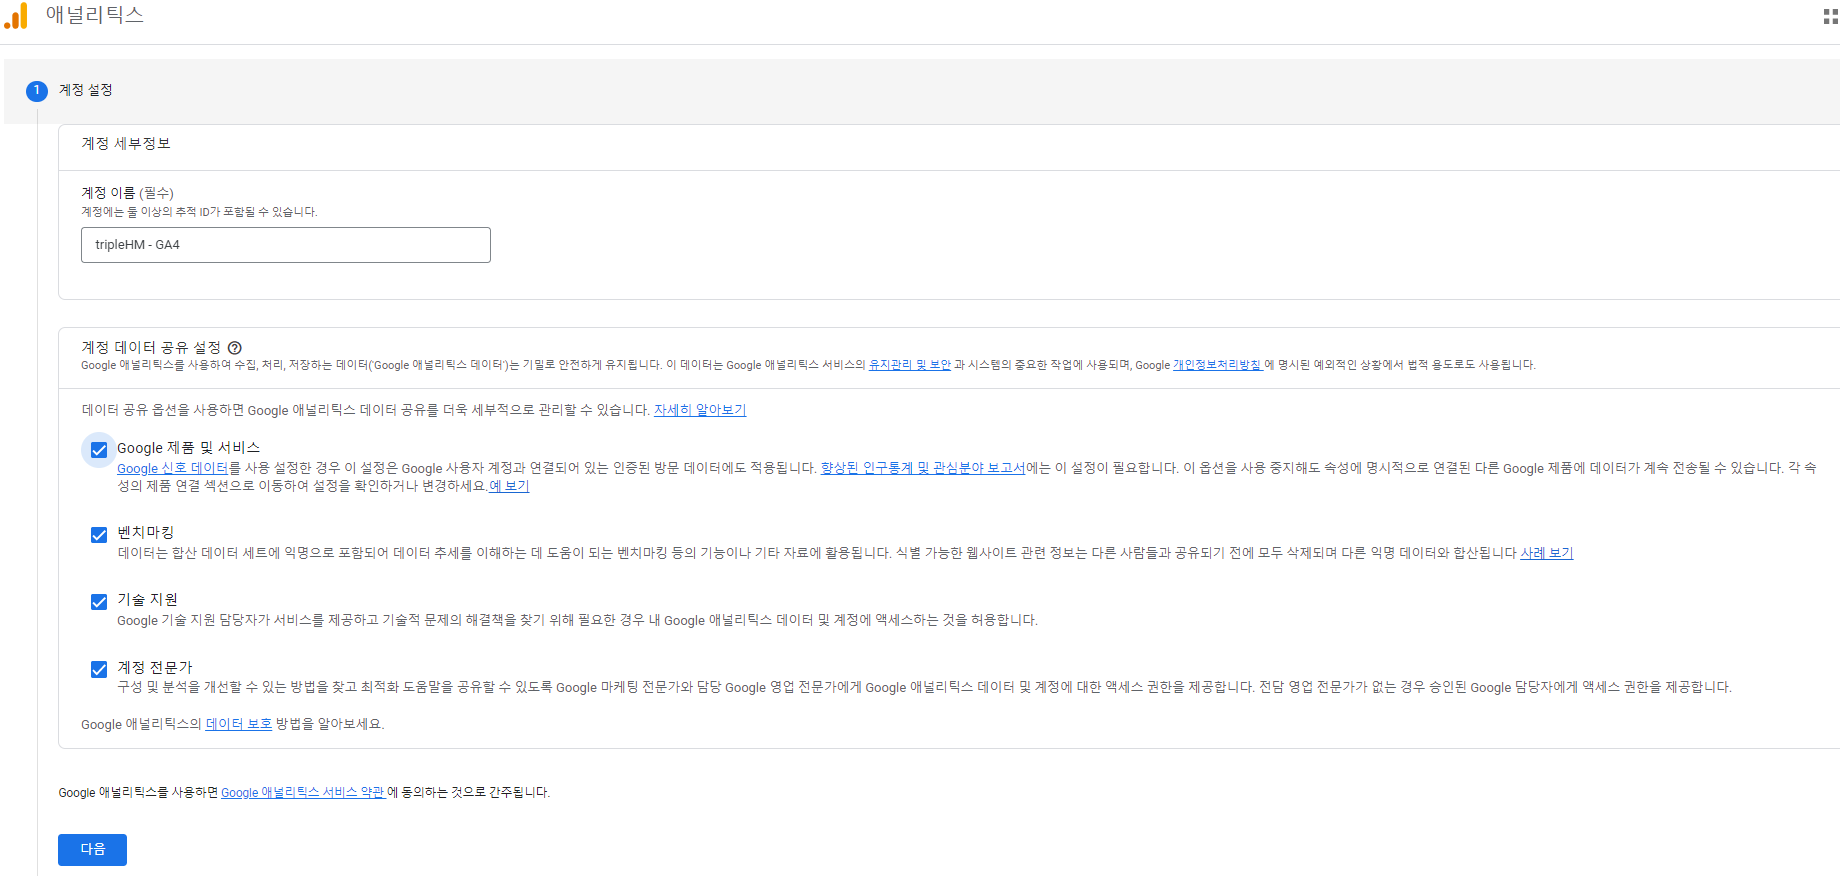 애널리틱스
1 계정 설정
계정 세부정보
계정 이름 (필수)
계정에는 둘 이상의 추적 ID가 포함될 수 있습니다.
tripleHM - GA4
계정 데이터 공유 설정 ?
Google 애널리틱스를 사용하여 수집, 처리, 저장하는 데이터('Google 애널리틱스 데이터')는 기밀로 안전하게 유지됩니다. 이 데이터는 Google 애널리틱스 서비스의 유지관리 및 보안 과 시스템의 중요한 작업에 사용되며, Google 개인정보처리방침 에 명시된 예외적인 상황에서 법적 용도로도 사용됩니다.
데이터 공유 옵션을 사용하면 Google 애널리틱스 데이터 공유를 더욱 세부적으로 관리할 수 있습니다. 자세히 알아보기
Google 제품 및 서비스
Google 신호 데이터를 사용 설정한 경우 이 설정은 Google 사용자 계정과 연결되어 있는 인증된 방문 데이터에도 적용됩니다. 향상된 인구통계 및 관심분야 보고서에는 이 설정이 필요합니다. 이 옵션을 사용 중지해도 속성에 명시적으로 연결된 다른 Google 제품에 데이터가 계속 전송될 수 있습니다. 각 속
성의 제품 연결 섹션으로 이동하여 설정을 확인하거나 변경하세요.예 보기
벤치마킹
데이터는 합산 데이터 세트에 익명으로 포함되어 데이터 추세를 이해하는 데 도움이 되는 벤치마킹 등의 기능이나 기타 자료에 활용됩니다. 식별 가능한 웹사이트 관련 정보는 다른 사람들과 공유되기 전에 모두 삭제되며 다른 익명 데이터와 합산됩니다 사례 보기
기술 지원
Google 기술 지원 담당자가 서비스를 제공하고 기술적 문제의 해결책을 찾기 위해 필요한 경우 내 Google 애널리틱스 데이터 및 계정에 액세스하는 것을 허용합니다.
계정 전문가
구성 및 분석을 개선할 수 있는 방법을 찾고 최적화 도움말을 공유할 수 있도록 Google 마케팅 전문가와 담당 Google 영업 전문가에게 Google 애널리틱스 데이터 및 계정에 대한 액세스 권한을 제공합니다. 전담 영업 전문가가 없는 경우 승인된 Google 담당자에게 액세스 권한을 제공합니다.
Google 애널리틱스의 데이터 보호 방법을 알아보세요.
Google 애널리틱스를 사용하면 Google 애널리틱스 서비스 약관 에 동의하는 것으로 간주됩니다.
다음